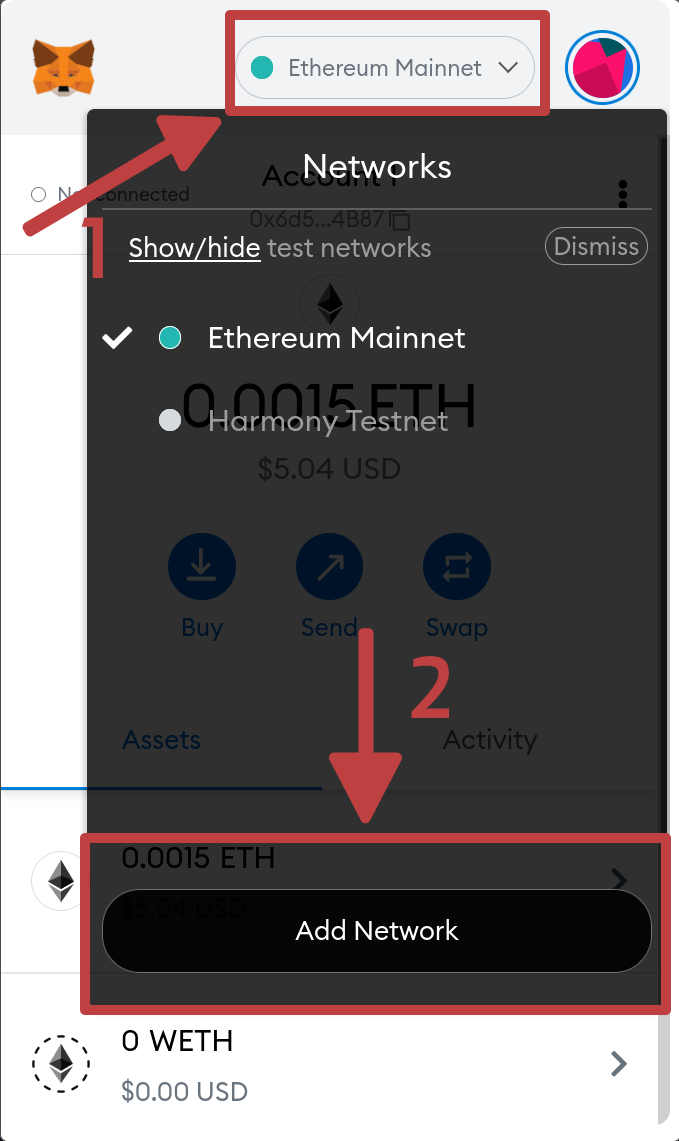 Ethereum Mainnet
Networks
Account 1
Not connected
0x6d5...4B87
1
Show/hide test networks
Dismiss
Ethereum Mainnet
0.0015 ETH
Harmony Testnet
$5.04 USD
Buy
Send
Swap
2
Assets
Activity
0.0015 ETH
$5.04 USD
Add Network
0 WETH
$0.00 USD